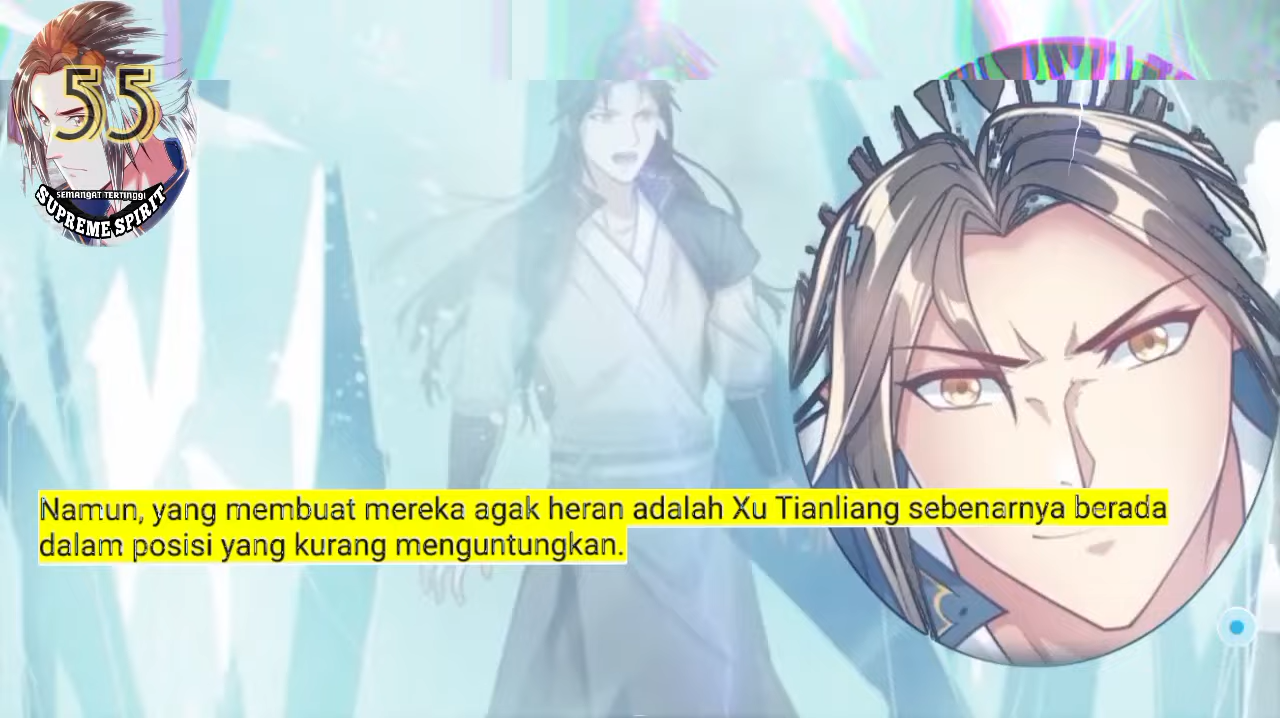 55
SEMANGAT TERTINGGI
SUPREME SPIRIT
Namun, yang membuat mereka agak heran adalah Xu Tianliang sebenarnya berada
dalam posisi yang kurang menguntungkan.